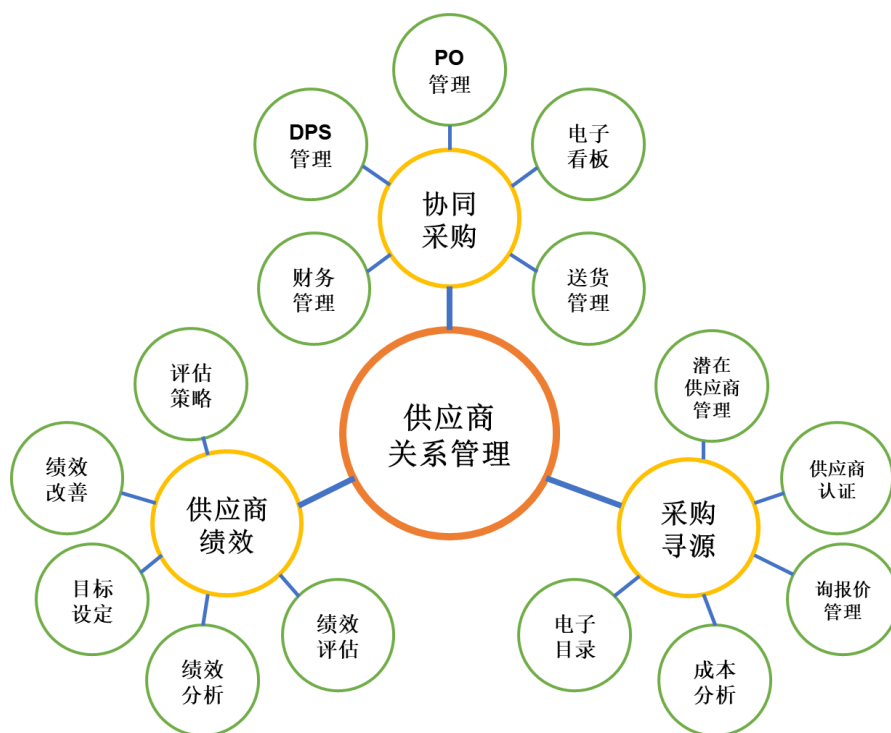 PO
管理
DPS
管理
电子
看板
协同
采购
财务
管理
送货
管理
评估
策略
潜在
供应商
管理
供应商
关系管理
绩效
改善
供应商
认证
供应商
绩效
采购
寻源
目标
设定
询报价
管理
绩效
评估
电子
目录
绩效
分析
成本
分析